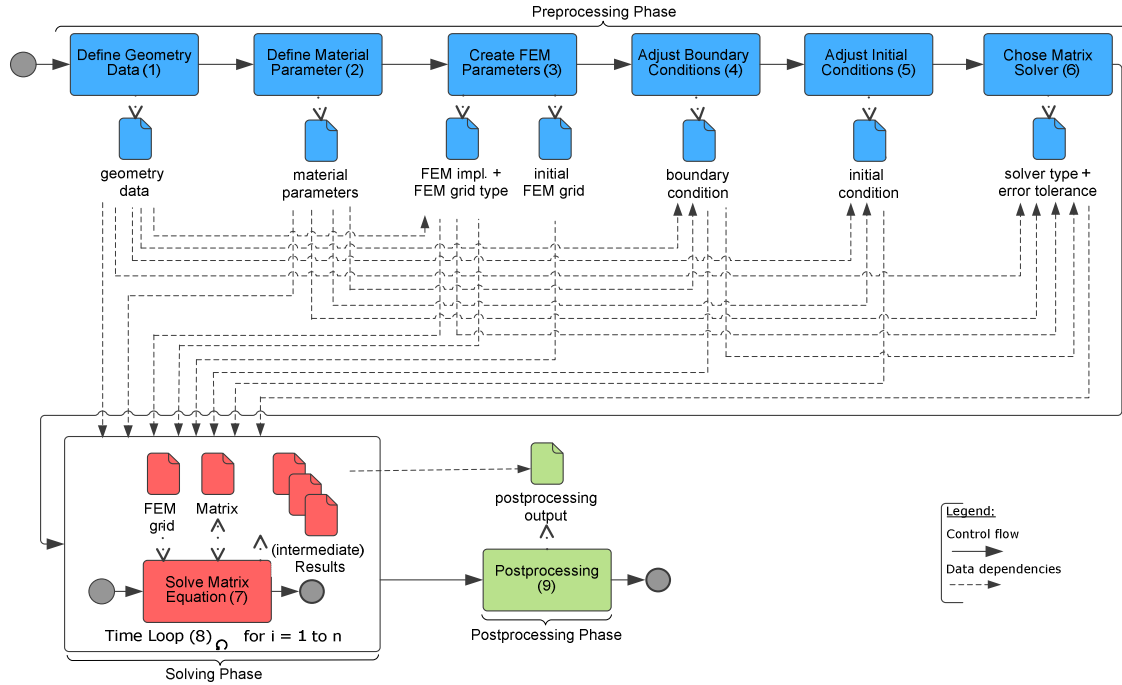 Preprocessing Phase
Define Geometry
Data (1)
Define Material
Parameter (2)
Create FEM
Parameters (3)
Adjust Boundary
Conditions (4)
Adjust Initial
Conditions (5)
Chose Matrix
Solver (6)
geometry
data
material
parameters
FEM impl. +
FEM grid type
initial
FEM grid
boundary
condition
initial
condition
solver type +
error tolerance
FEM
grid
Matrix
(intermediate)
Results
Solve Matrix
Equation (7)
Time Loop (8) for i = 1 to n
Solving Phase
postprocessing
output
Postprocessing
(9)
Postprocessing Phase
Legend:
Control flow
Data dependencies